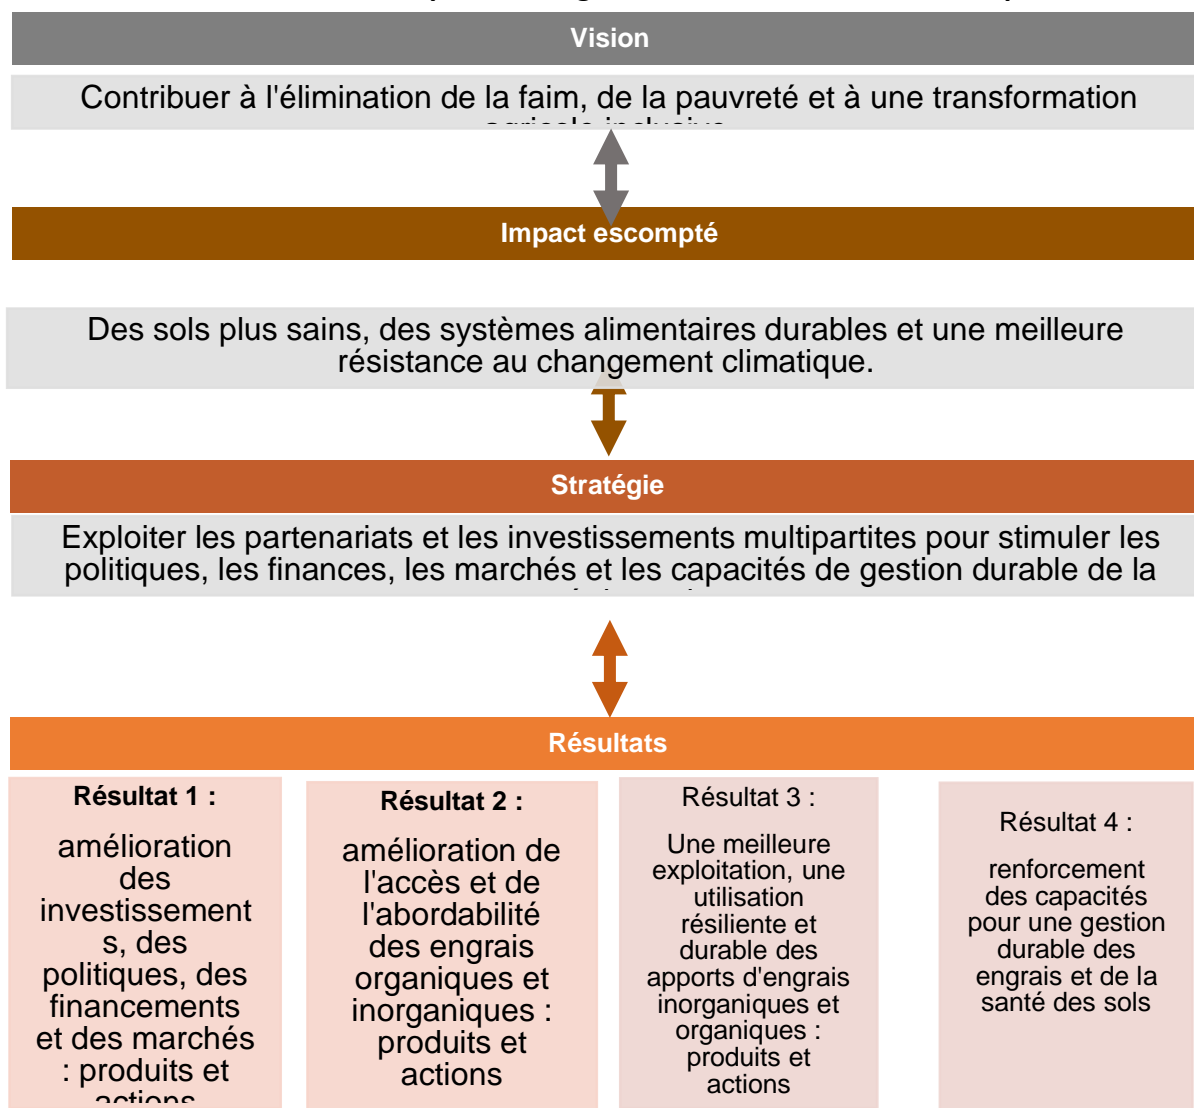 Vision
Contribuer à l'élimination de la faim, de la pauvreté et à une transformation
agricole inclusive
Impact escompté
Des sols plus sains, des systèmes alimentaires durables et une meilleure
résistance au changement climatique.
Stratégie
Exploiter les partenariats et les investissements multipartites pour stimuler les
politiques, les finances, les marchés et les capacités de gestion durable de la
Résultats
Résultat 1 :
amélioration
des
investissement
s, des
politiques, des
financements
et des marchés
: produits et
actions
Résultat 2 :
amélioration de
l'accès et de
l'abordabilité
des engrais
organiques et
inorganiques :
produits et
actions
Résultat 3 :
Une meilleure
exploitation, une
utilisation
résiliente et
durable des
apports d'engrais
inorganiques et
organiques :
produits et
actions
Résultat 4 :
renforcement
des capacités
pour une gestion
durable des
engrais et de la
santé des sols